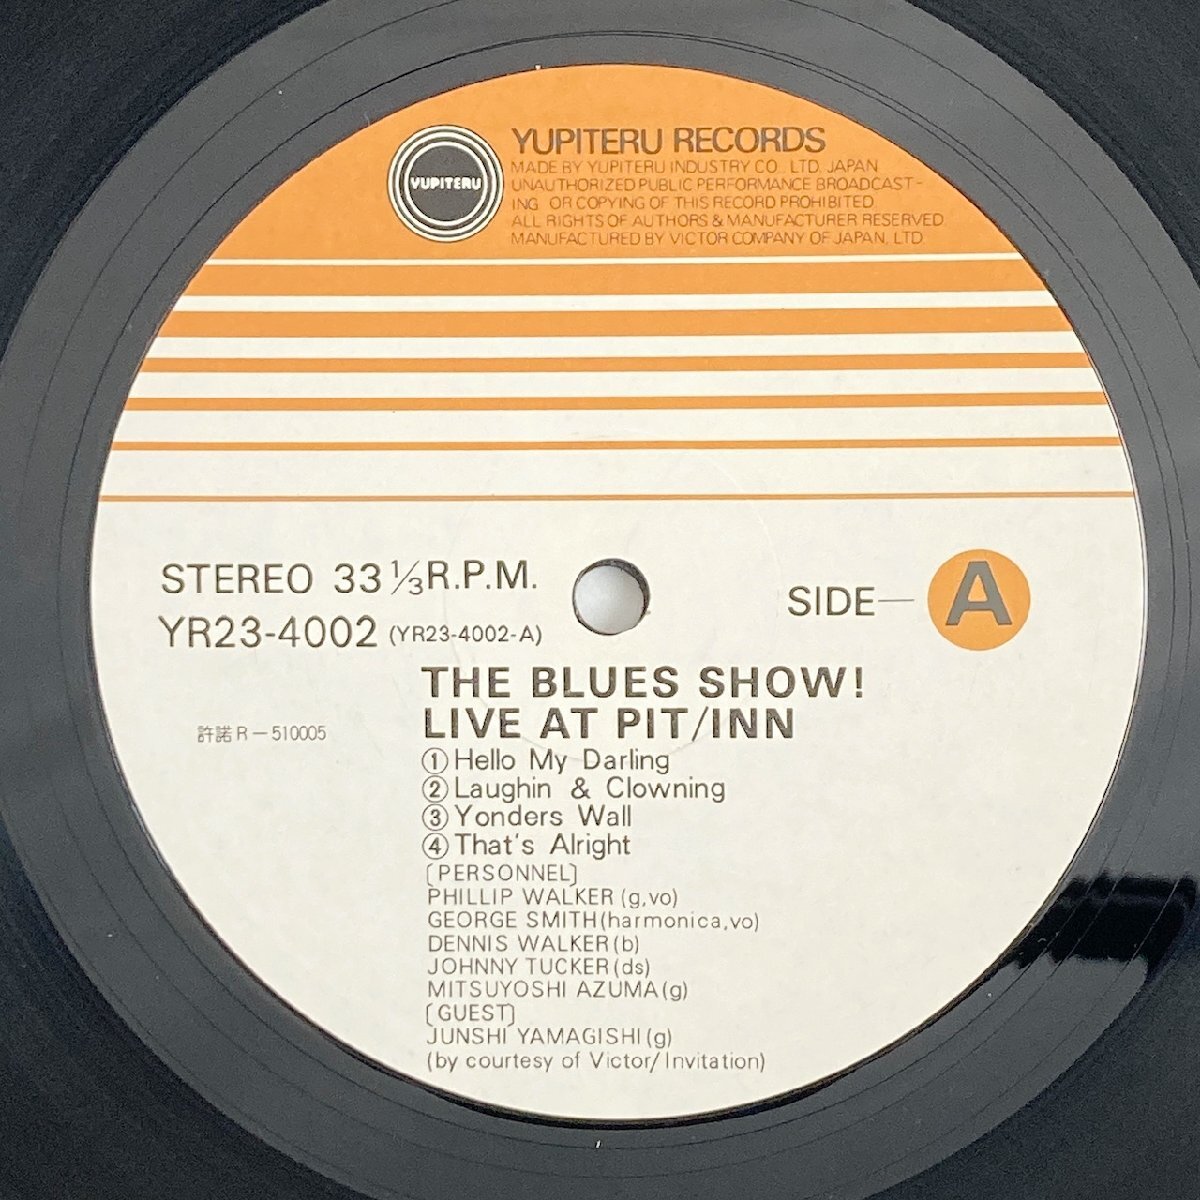 YUPITERU
YUPITERU RECORDS
MADE BY YUPITERU INDUSTRY CO., LTD. JAPAN
UNAUTHORIZED PUBLIC PERFORMANCE BROADCAST-
ING OR COPYING OF THIS RECORD PROHIBITED
ALL RIGHTS OF AUTHORS & MANUFACTURER RESERVED.
MANUFACTURED BY VICTOR COMPANY OF JAPAN, LTD.
STEREO 33 1/3 R.P.M.
YR23-4002 (YR23-4002-A)
SIDE—A
THE BLUES SHOW!
LIVE AT PIT/INN
許諾 R-510005
① Hello My Darling
② Laughin & Clowning
③ Yonders Wall
④ That's Alright
[PERSONNEL]
PHILLIP WALKER (g,vo)
GEORGE SMITH (harmonica,vo)
DENNIS WALKER (b)
JOHNNY TUCKER (ds)
MITSUYOSHI AZUMA (g)
[GUEST]
JUNSHI YAMAGISHI (g)
(by courtesy of Victor/Invitation)